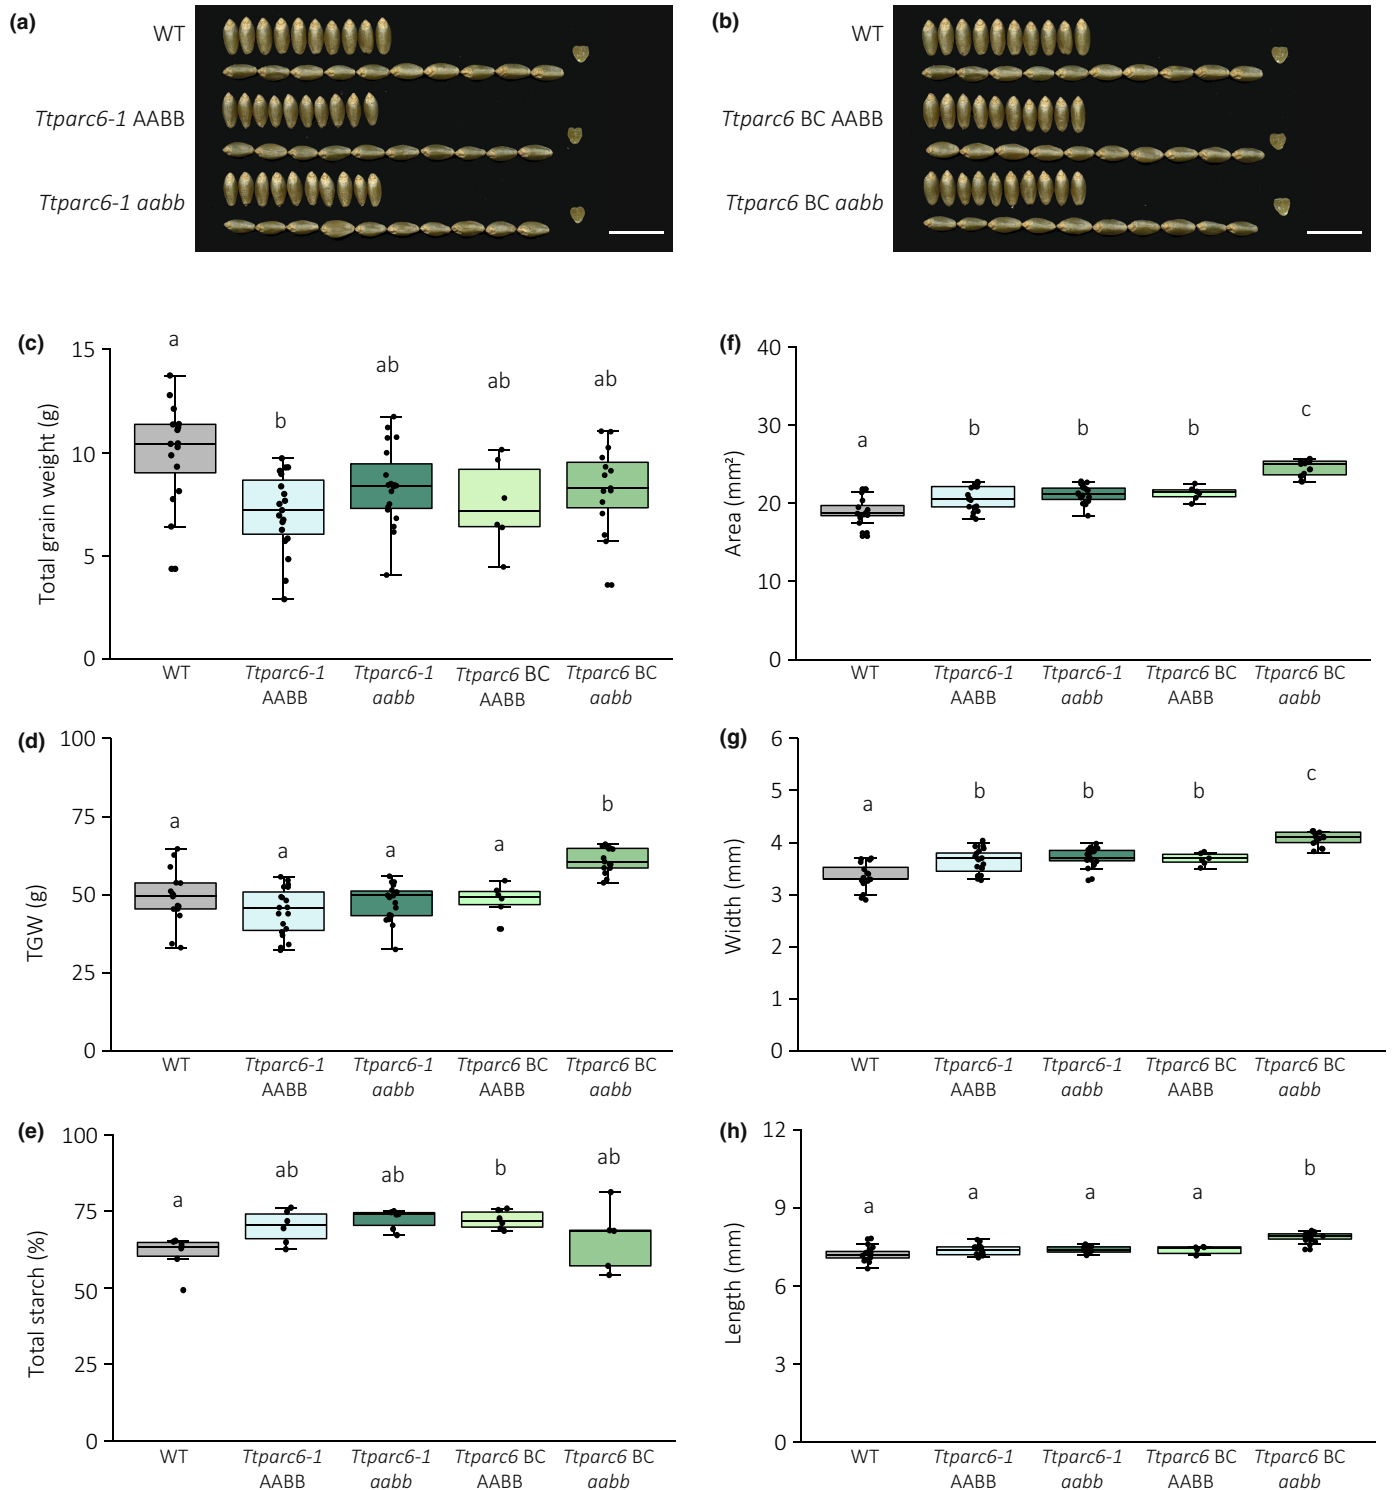 (a)
WT
Ttparc6-1 AABB
Ttparc6-1 aabb
(b)
WT
Ttparc6 BC AABB
Ttparc6 BC aabb
(c)
Total grain weight (g)
15
10
5
0
a
b
ab
ab
ab
WT
Ttparc6-1
AABB
Ttparc6-1
aabb
Ttparc6 BC
AABB
Ttparc6 BC
aabb
(d)
TGW (g)
100
75
50
25
0
a
a
a
a
b
WT
Ttparc6-1
AABB
Ttparc6-1
aabb
Ttparc6 BC
AABB
Ttparc6 BC
aabb
(e)
Total starch (%)
100
75
50
25
0
a
ab
ab
b
ab
WT
Ttparc6-1
AABB
Ttparc6-1
aabb
Ttparc6 BC
AABB
Ttparc6 BC
aabb
(f)
Area (mm²)
40
30
20
10
0
a
b
b
b
c
WT
Ttparc6-1
AABB
Ttparc6-1
aabb
Ttparc6 BC
AABB
Ttparc6 BC
aabb
(g)
Width (mm)
6
5
4
3
2
1
0
a
b
b
b
c
WT
Ttparc6-1
AABB
Ttparc6-1
aabb
Ttparc6 BC
AABB
Ttparc6 BC
aabb
(h)
Length (mm)
12
9
6
3
0
a
a
a
a
b
WT
Ttparc6-1
AABB
Ttparc6-1
aabb
Ttparc6 BC
AABB
Ttparc6 BC
aabb